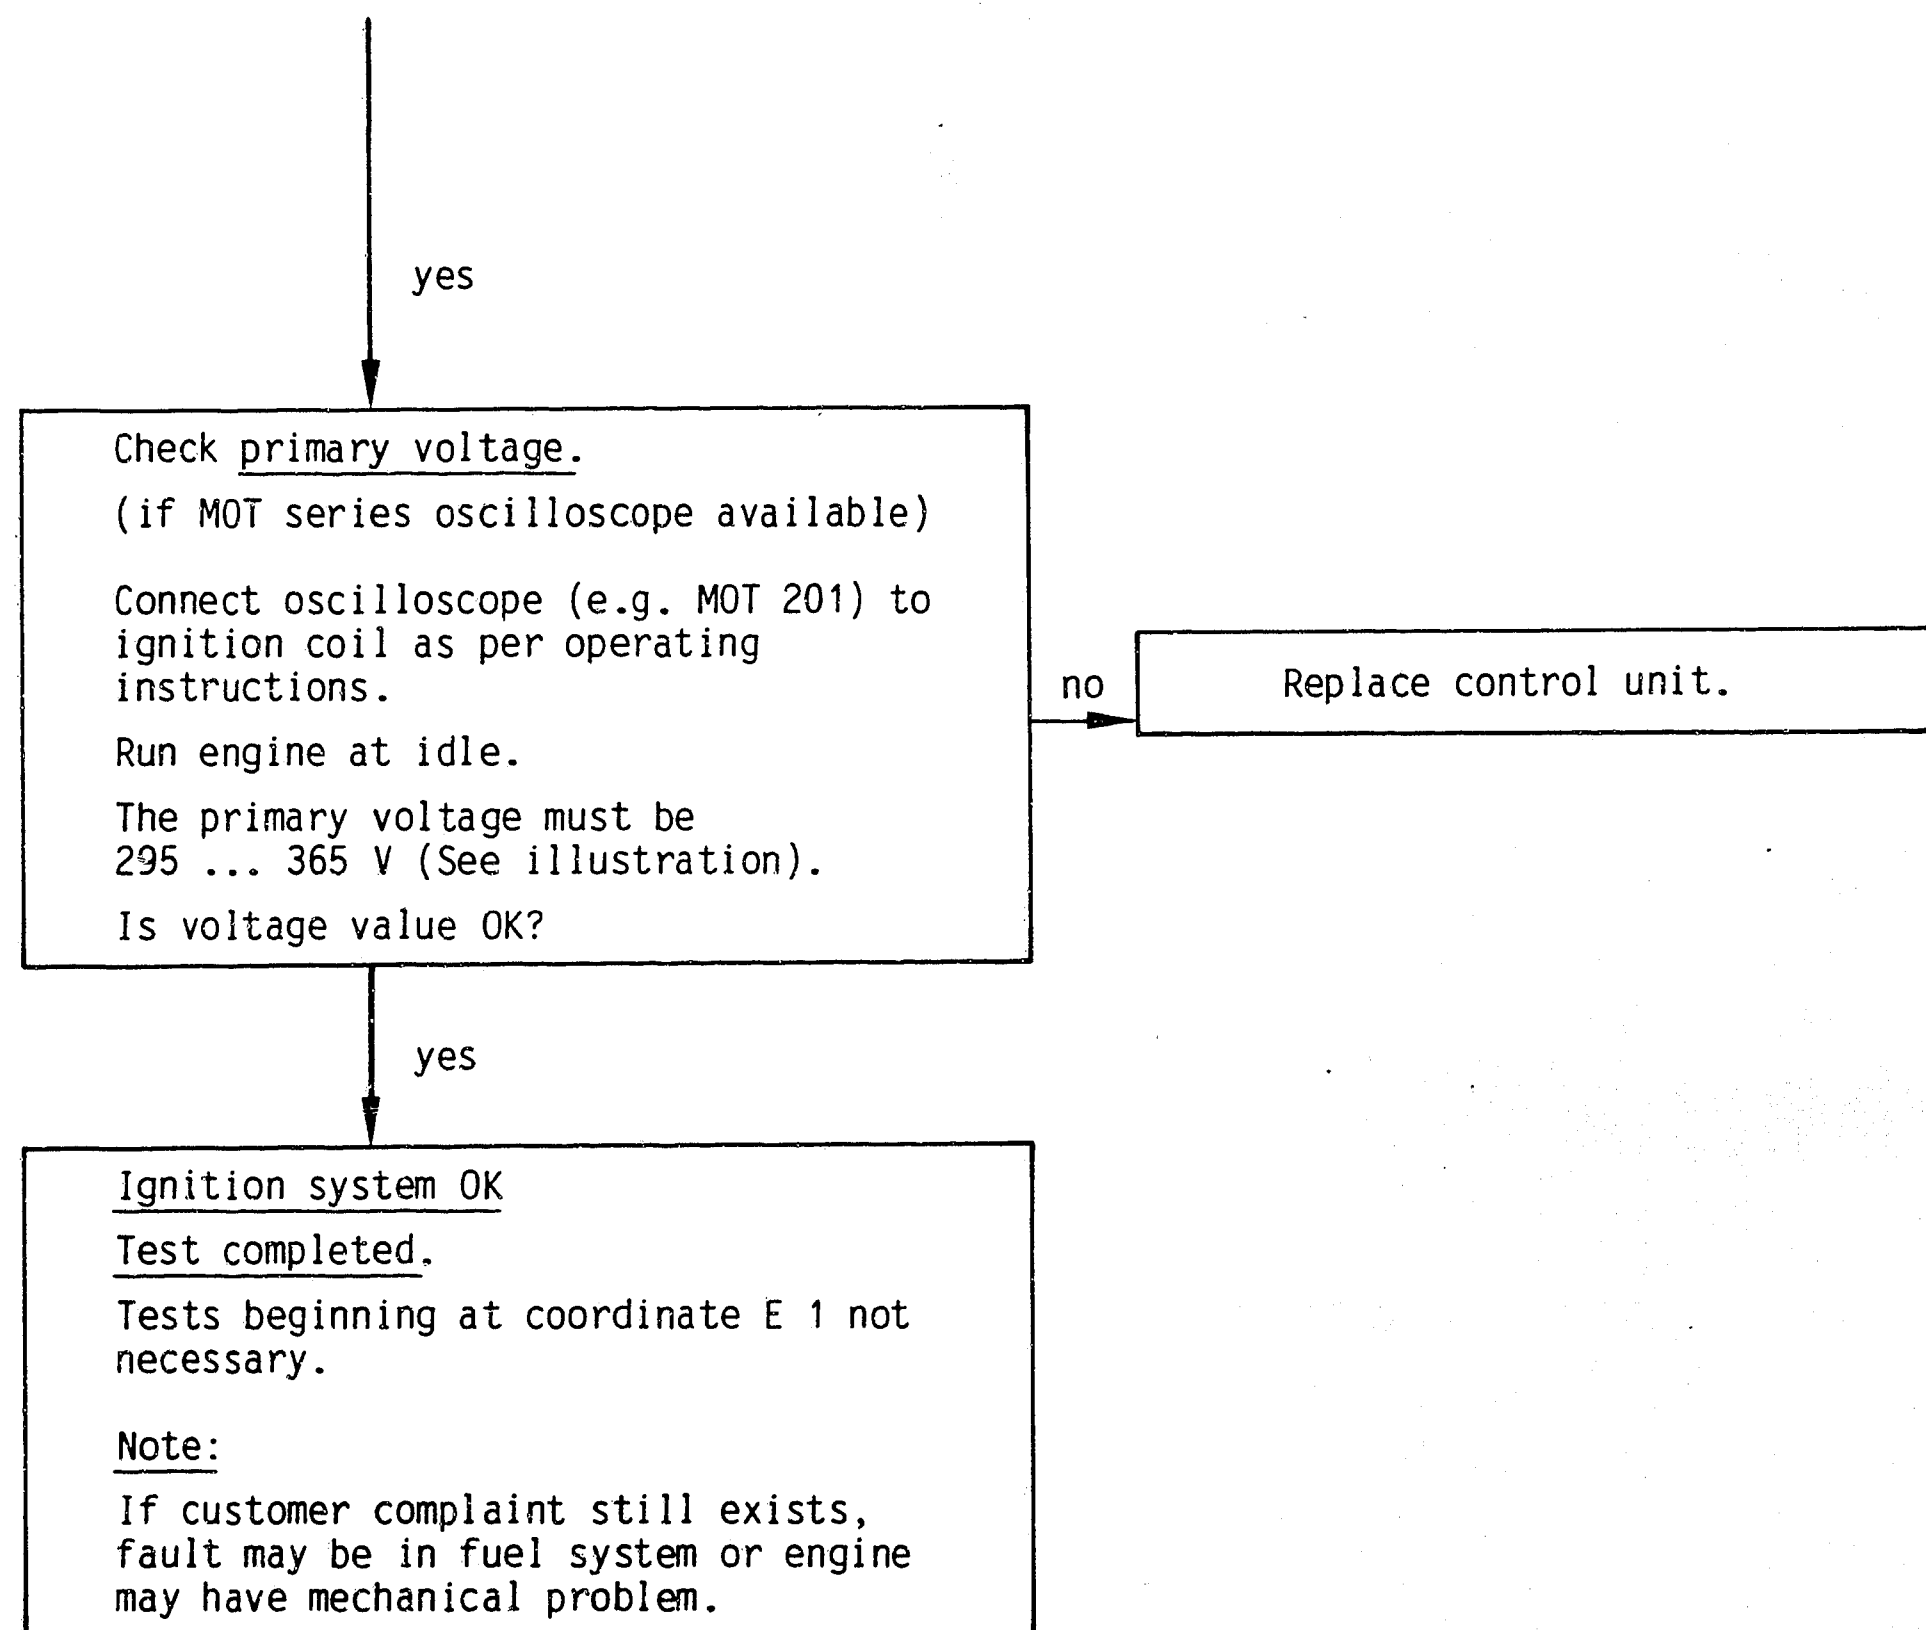 yes
Check primary voltage.
(if MOT series oscilloscope available)
Connect oscilloscope (e.g. MOT 201) to
ignition coil as per operating
instructions.
Run engine at idle.
The primary voltage must be
295 ... 365 V (See illustration).
Is voltage value OK?
no
Replace control unit.
yes
Ignition system OK
Test completed.
Tests beginning at coordinate E 1 not
necessary.
Note:
If customer complaint still exists,
fault may be in fuel system or engine
may have mechanical problem.